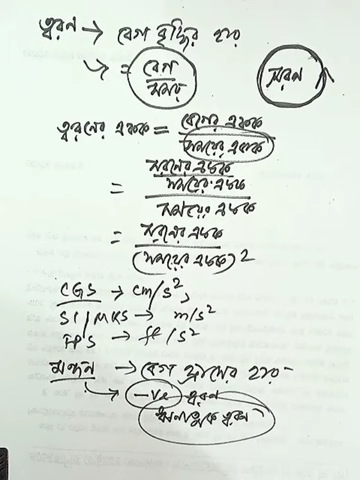 ত্বরণ → বেগ বৃদ্ধির হার
→ = বেগ / সময়
সরণ ↑
ত্বরণের একক = বেগের একক / সময়ের একক
= সরণের একক / সময়ের একক / সময়ের একক
= সরণের একক / (সময়ের একক)²
CGS → cm/s²,
SI/MKS → m/s²
FPS → ft/s²
মন্দন → বেগ হ্রাসের হার
→ -ve ত্বরণ
ঋণাত্মক ত্বরণ